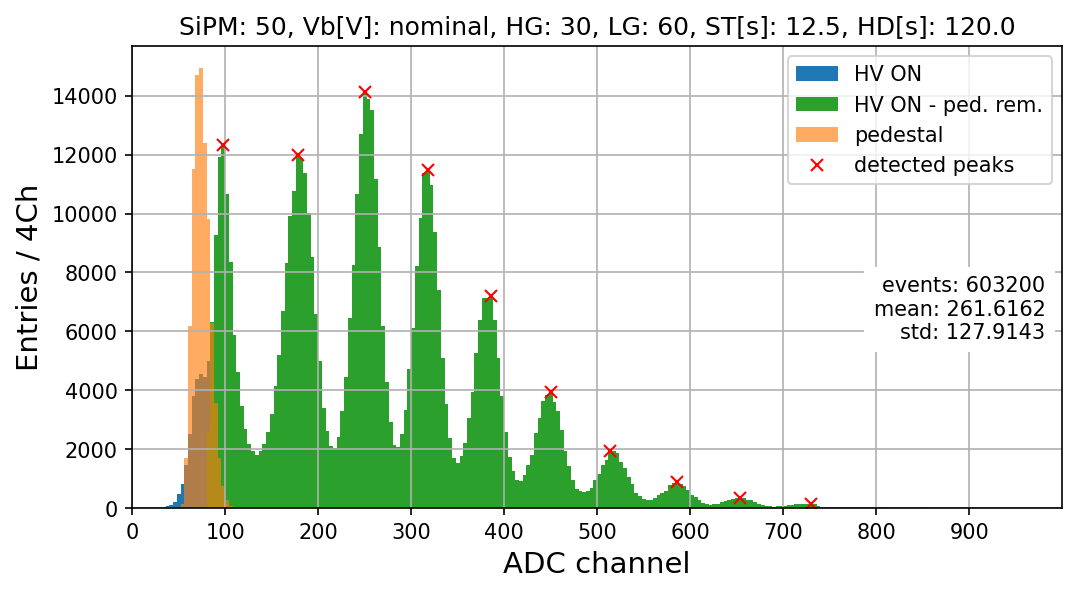 SiPM: 50, Vb[V]: nominal, HG: 30, LG: 60, ST[s]: 12.5, HD[s]: 120.0
HV ON
HV ON - ped. rem.
pedestal
detected peaks
events: 603200
mean: 261.6162
std: 127.9143
Entries / 4Ch
14000
12000
10000
8000
6000
4000
2000
0
0 100 200 300 400 500 600 700 800 900
ADC channel